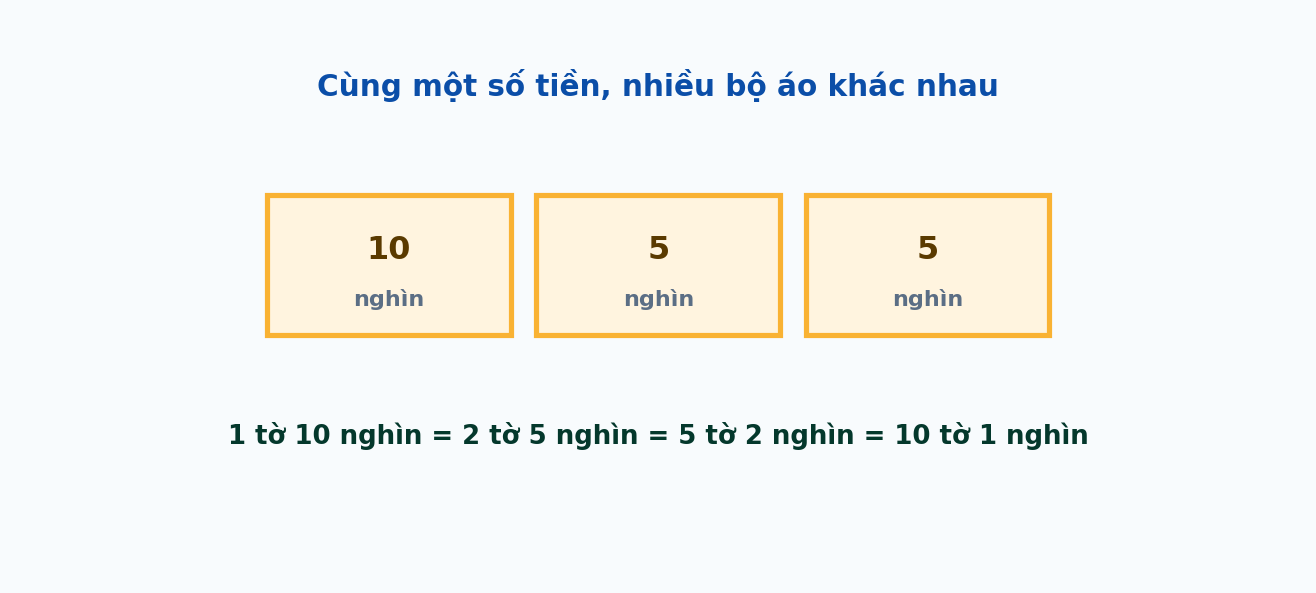 Cùng một số tiền, nhiều bộ áo khác nhau
10 5 5
nghìn nghìn nghìn
1 tờ 10 nghìn = 2 tờ 5 nghìn = 5 tờ 2 nghìn = 10 tờ 1 nghìn